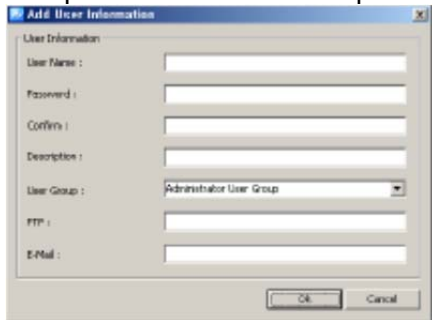 Add User Information
User Information
User Name :
Password :
Confirm :
Description :
User Group :
Administrator User Group
FTP :
E-Mail :
Ok
Cancel